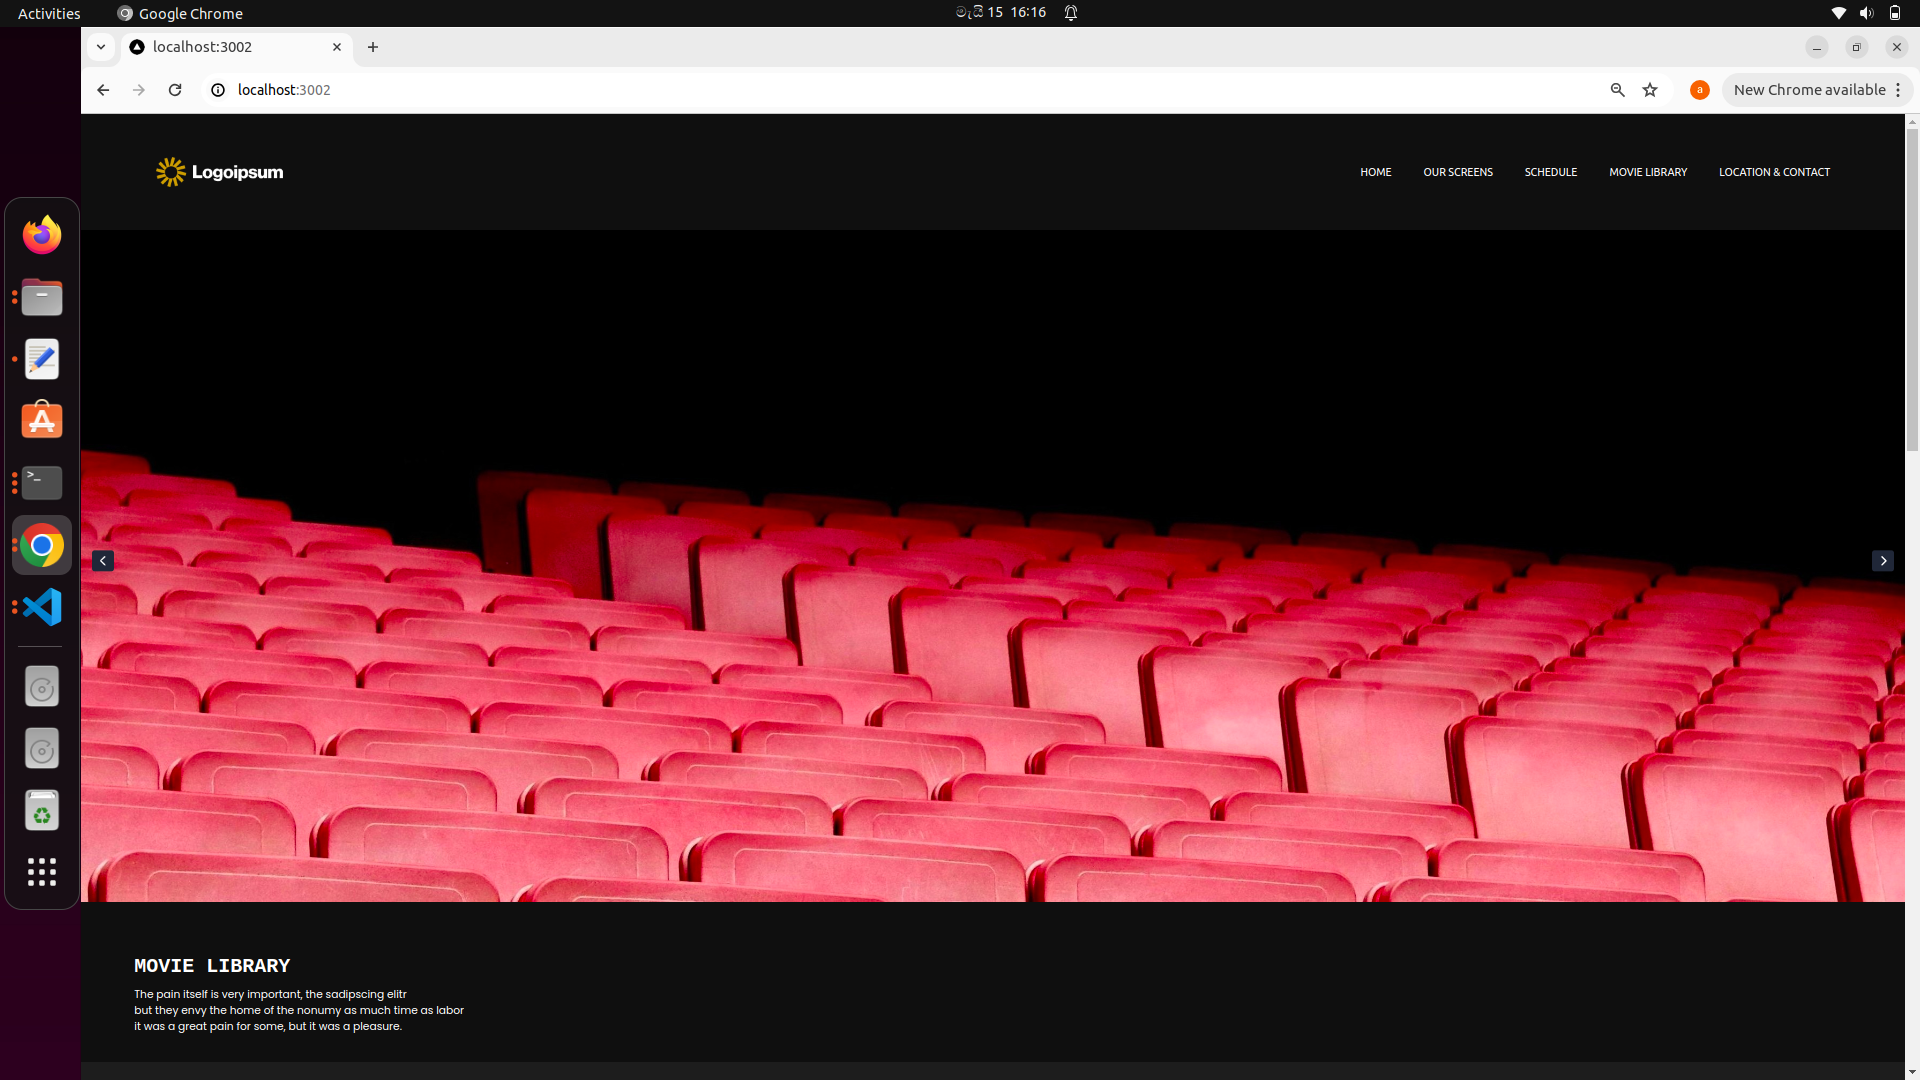 Activities
Google Chrome
මැයි 15 16:16
localhost:3002
localhost:3002
a
New Chrome available
Logoipsum
HOME
OUR SCREENS
SCHEDULE
MOVIE LIBRARY
LOCATION & CONTACT
MOVIE LIBRARY
The pain itself is very important, the sadipscing elitr
but they envy the home of the nonumy as much time as labor
it was a great pain for some, but it was a pleasure.